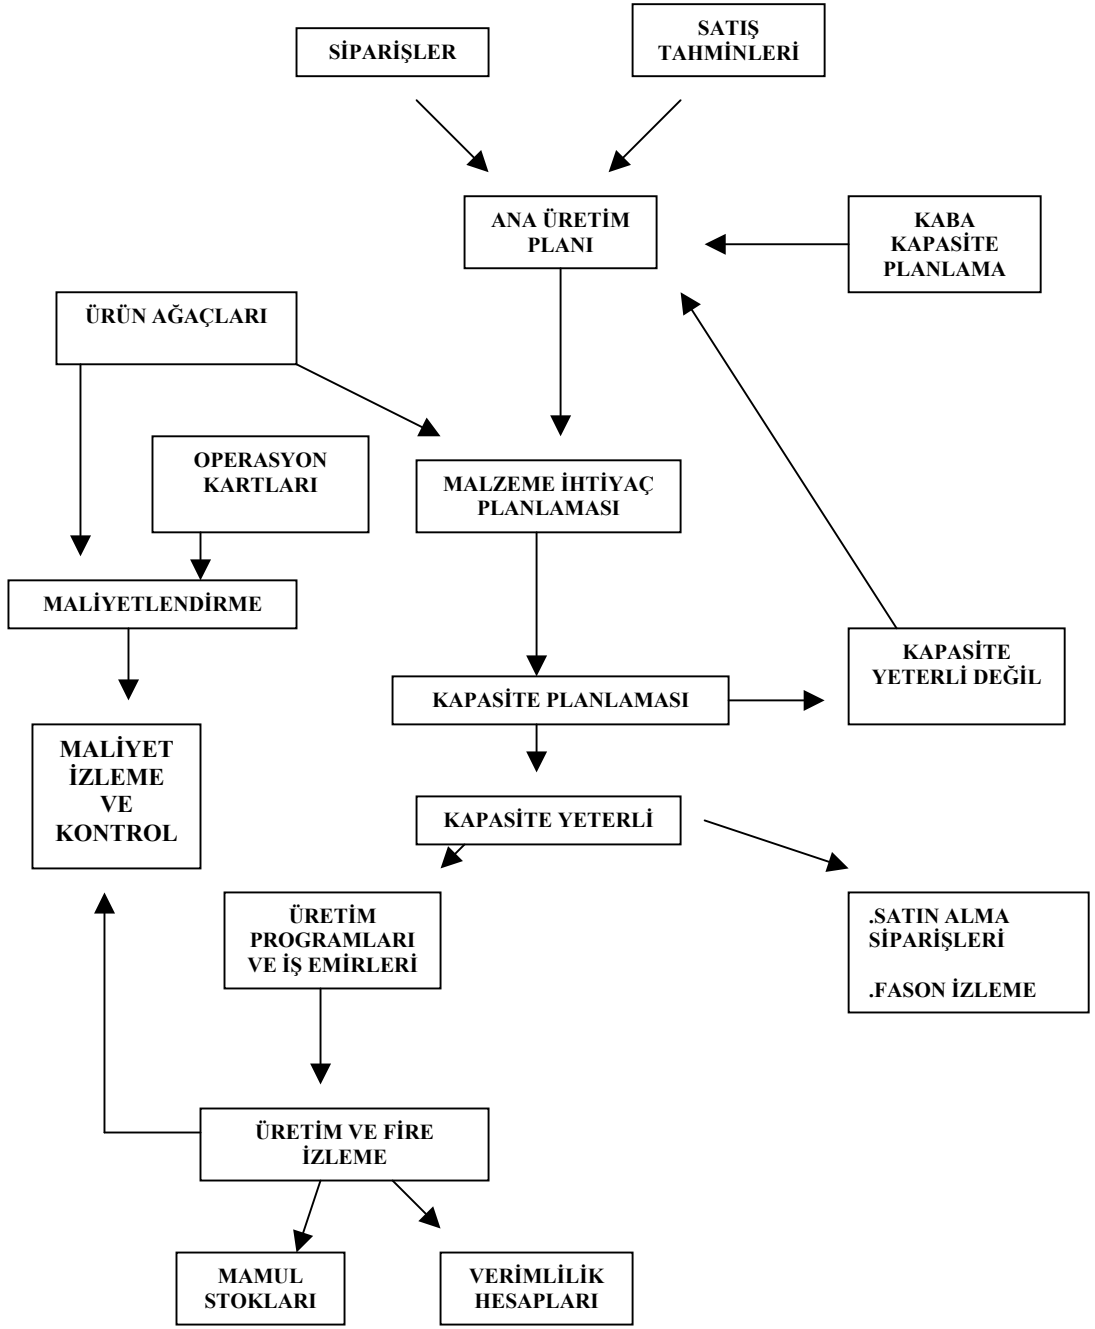 SİPARİŞLER
SATIŞ
TAHMİNLERİ
ANA ÜRETİM
PLANI
KABA
KAPASİTE
PLANLAMA
ÜRÜN AĞAÇLARI
OPERASYON
KARTLARI
MALZEME İHTİYAÇ
PLANLAMASI
MALİYETLENDİRME
KAPASİTE
YETERLİ DEĞİL
KAPASİTE PLANLAMASI
MALİYET
İZLEME
VE
KONTROL
KAPASİTE YETERLİ
ÜRETİM
PROGRAMLARI
VE İŞ EMİRLERİ
.SATIN ALMA
SİPARİŞLERİ
.FASON İZLEME
ÜRETİM VE FİRE
İZLEME
MAMUL
STOKLARI
VERİMLİLİK
HESAPLARI